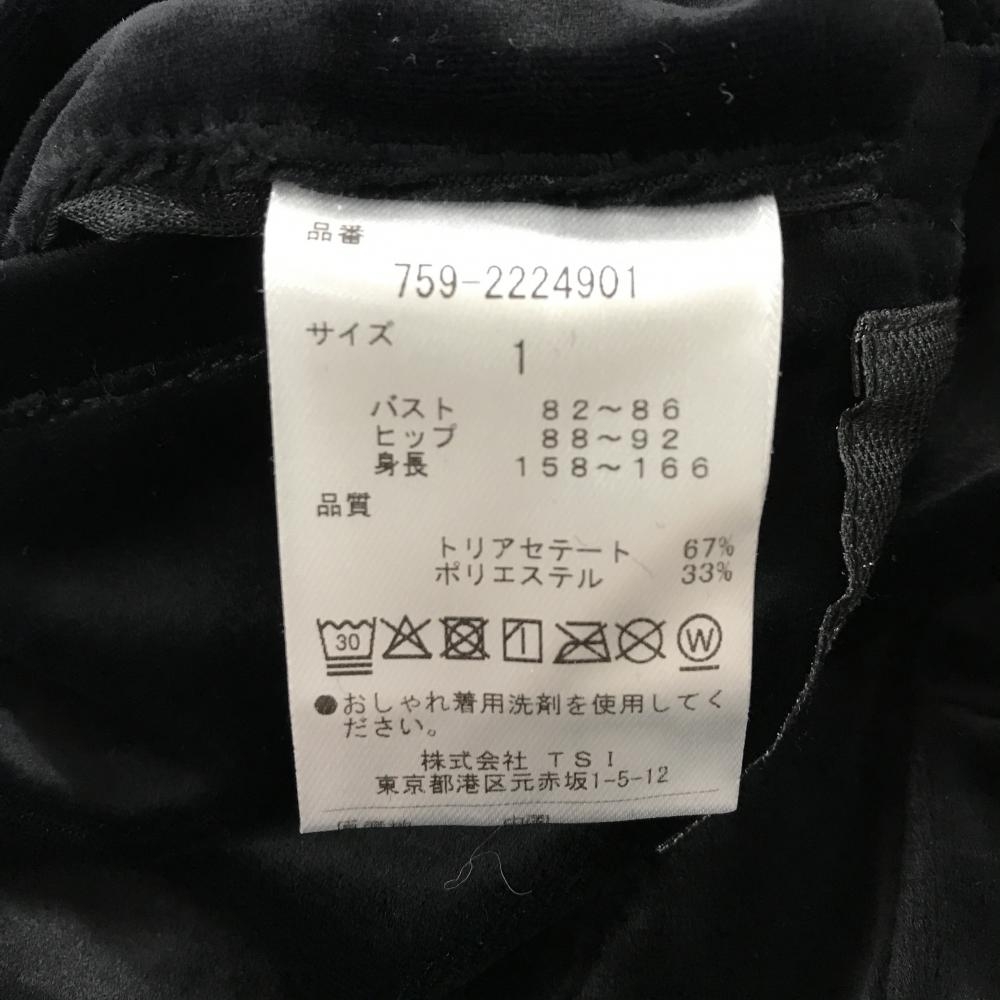 品番
759-2224901
サイズ
1
バスト 82～86
ヒップ 88～92
身長 158～166
品質
トリアセテート 67%
ポリエステル 33%
30 W
●おしゃれ着用洗剤を使用してく
ださい。
株式会社 TSI
東京都港区元赤坂1-5-12